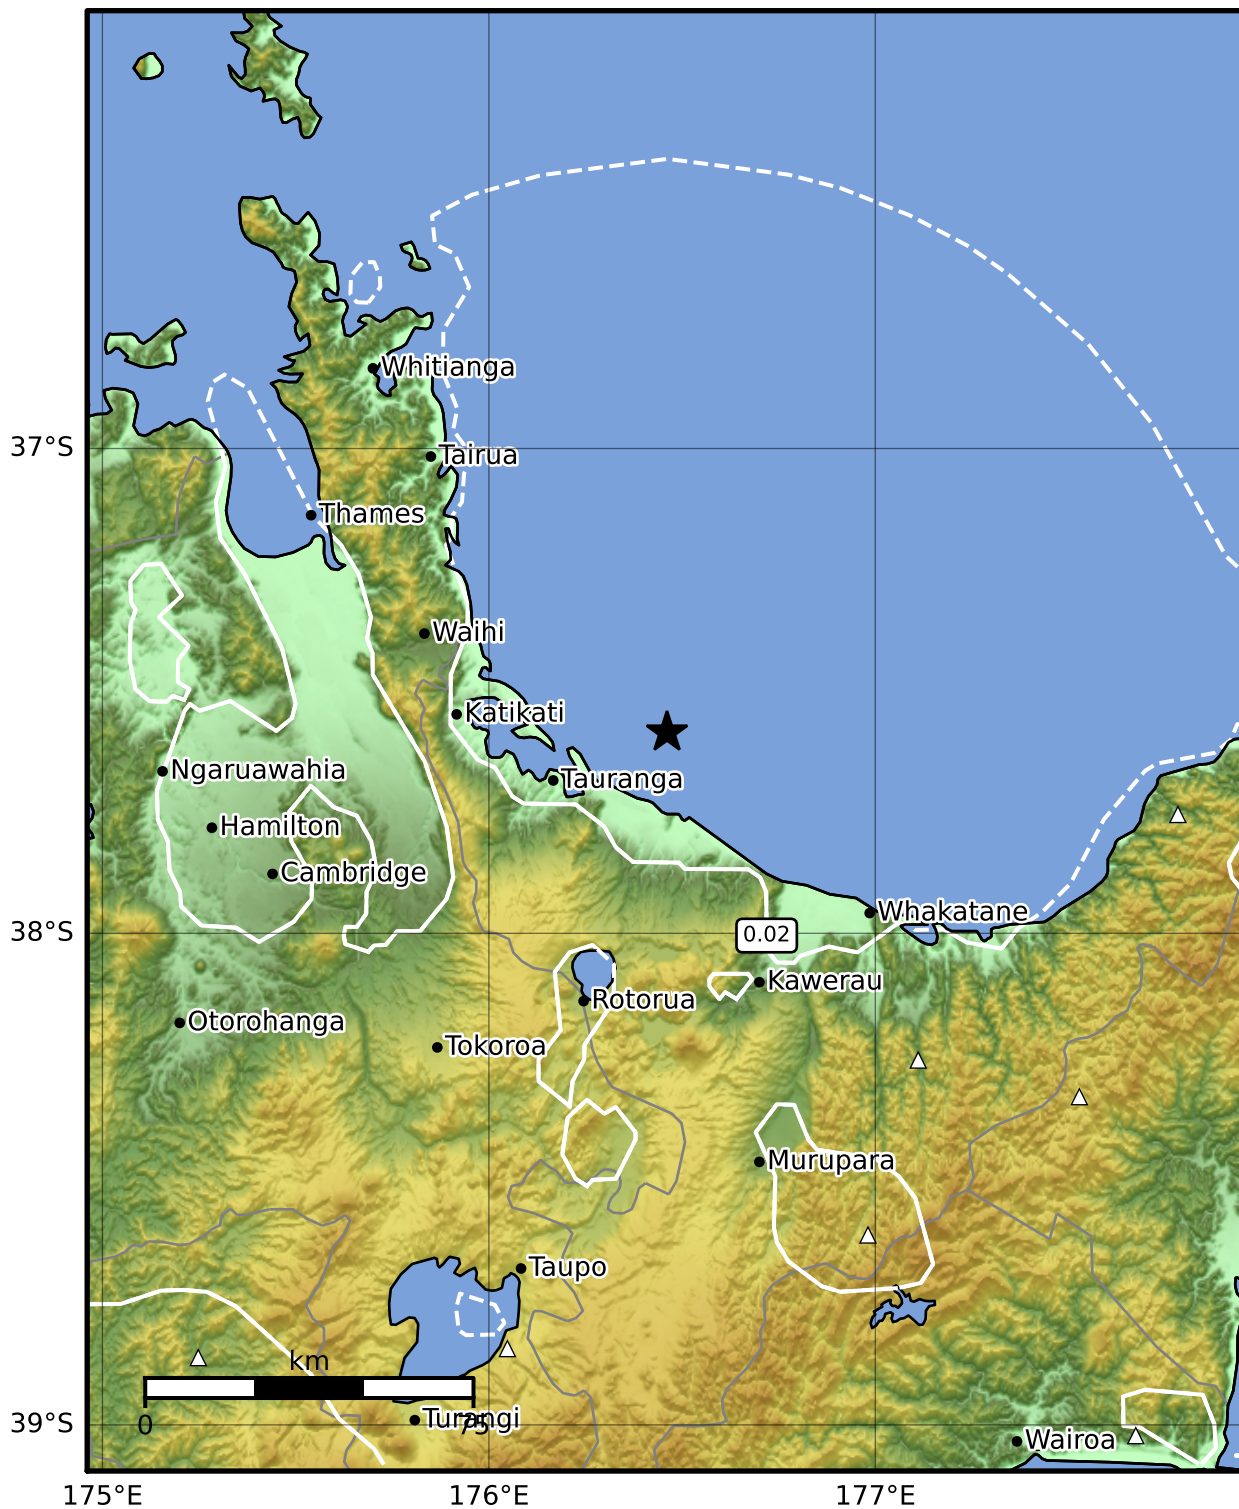 Whitianga
37°S
Tairua
Thames
Waihi
Katikati
Ngaruawahia
Tauranga
Hamilton
Cambridge
Whakatane
38°S
0.02
Kawerau
Rotorua
Otorohanga
Tokoroa
Murupara
Taupo
km
39°S
0
75
Turangi
Wairoa
175°E
176°E
177°E